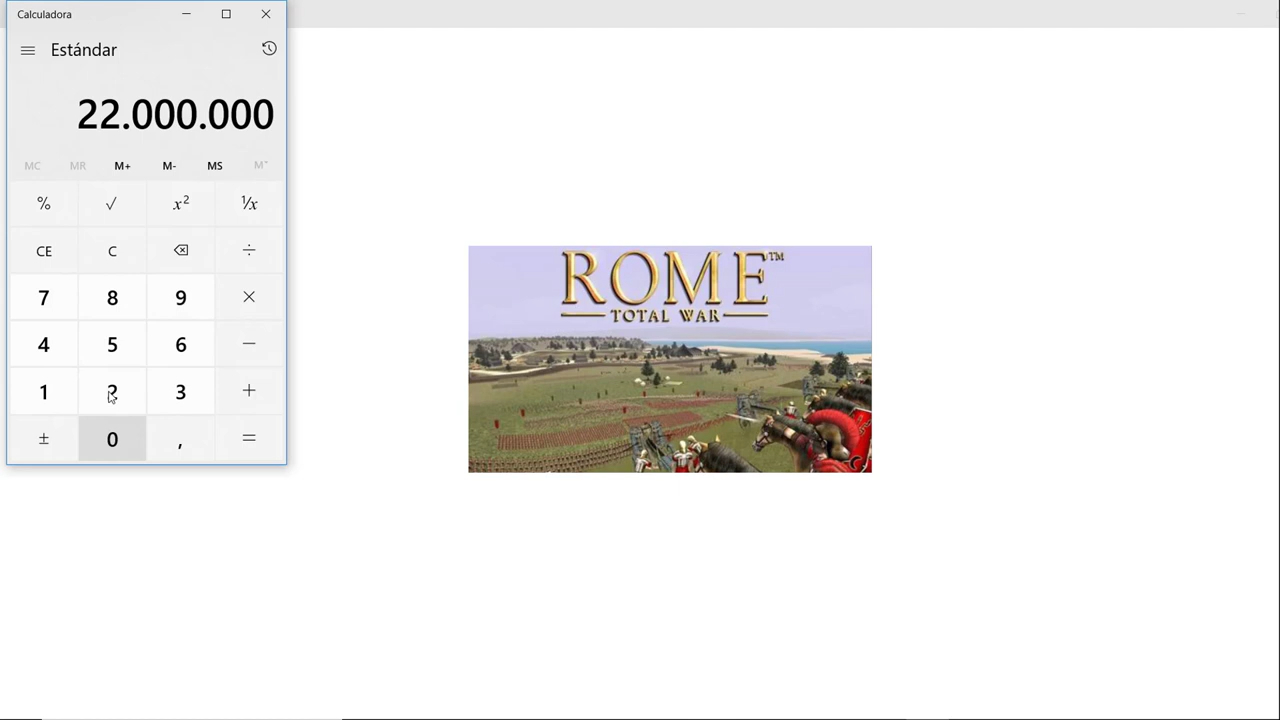 Calculadora
Estándar
22.000.000
MC MR M+ M- MS M˅
% √ x² ¹/x
CE C ÷
7 8 9 ×
4 5 6 −
1 2 3 +
± 0 , =
ROME™
TOTAL WAR